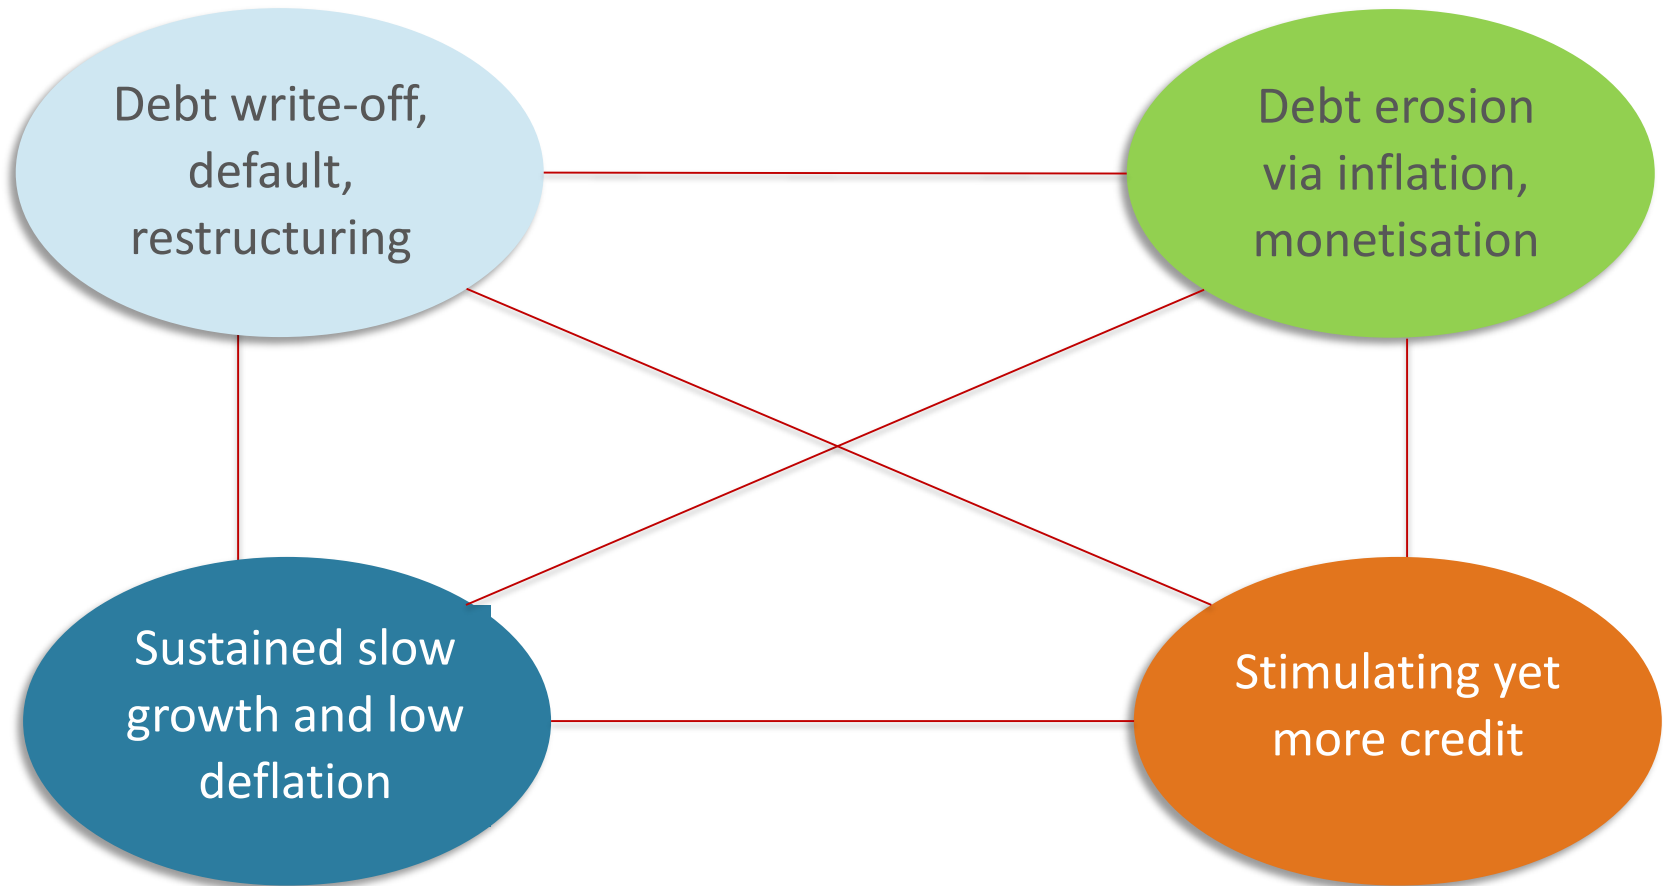 Debt write-off,
default,
restructuring
Debt erosion
via inflation,
monetisation
Sustained slow
growth and low
deflation
Stimulating yet
more credit